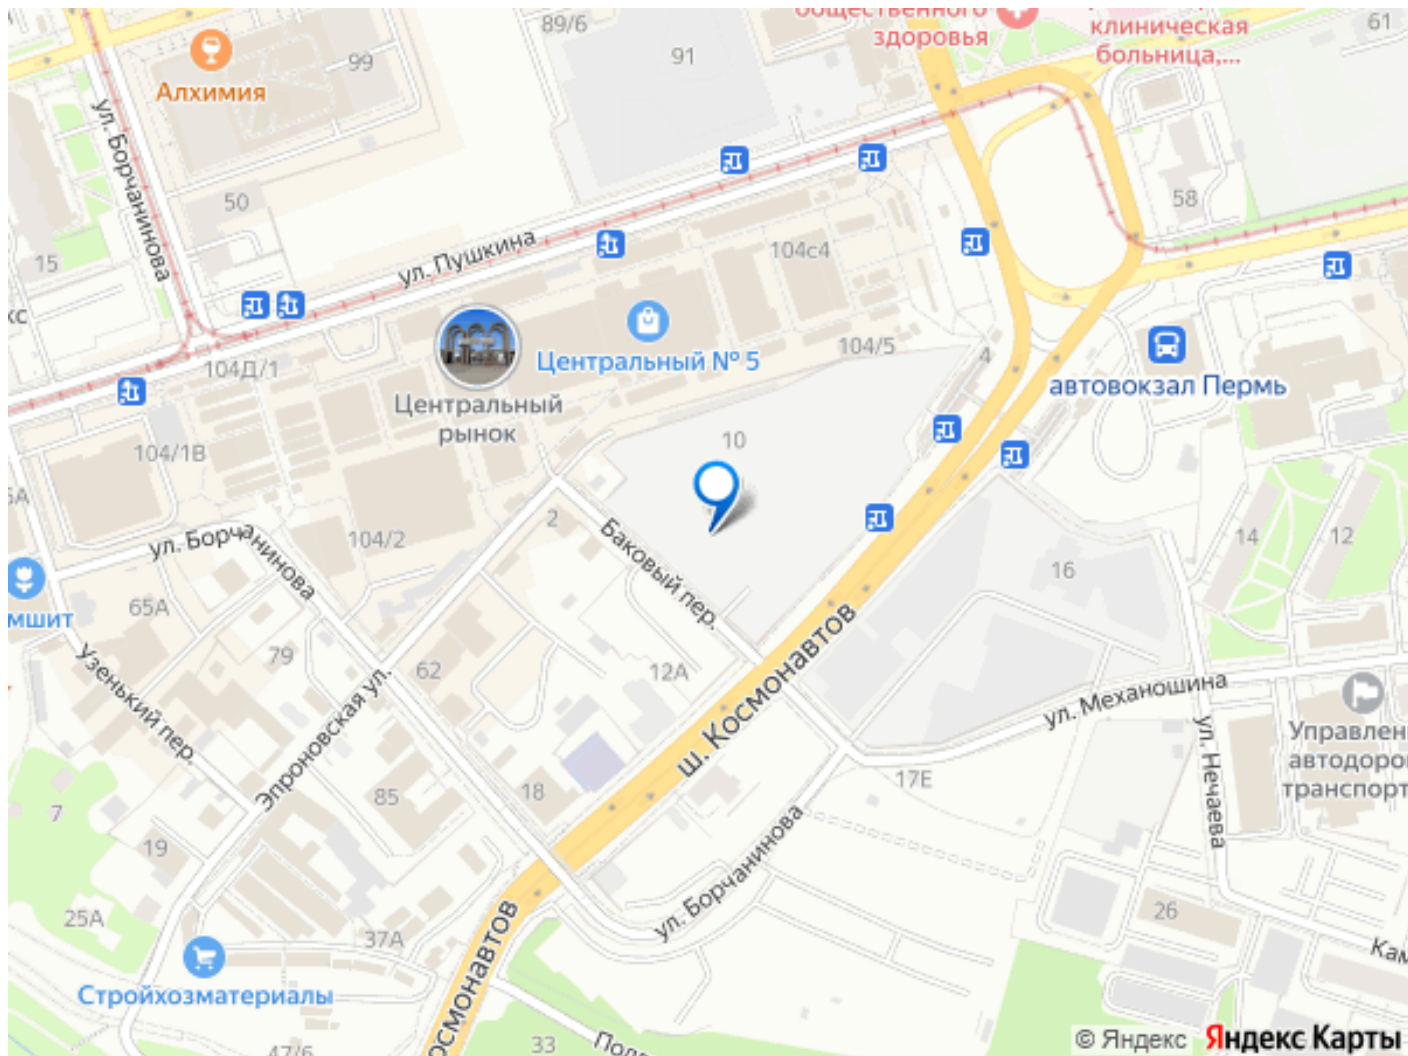 общественного
здоровья
клиническая
больница,...
61
89/6
91
99
Алхимия
ул. Борчанинова
50
15
58
ул. Пушкина
104с4
104Д/1
Центральный № 5
104/5
4
автовокзал Пермь
Центральный
рынок
104/1В
10
2
104/2
ул. Борчанинова
Баковый пер.
14
12
16
65А
79
62
12А
Узенький пер.
Эпроновская ул.
ш. Космонавтов
ул. Механошина
ул. Нечаева
17Е
85
18
7
19
25А
37А
ул. Борчанинова
26
Стройхозматериалы
33
47/6
© Яндекс
Яндекс Карты